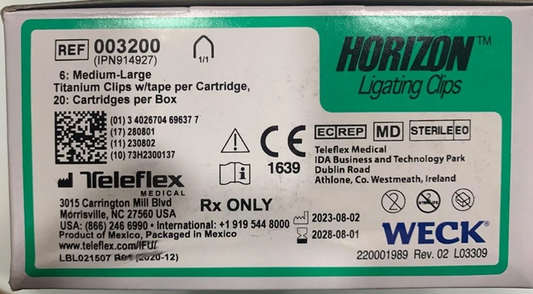 REF 003200
(IPN914927)
1/1
6: Medium-Large
Titanium Clips w/tape per Cartridge,
20: Cartridges per Box
(01) 3 4026704 69637 7
(17) 280801
(11) 230802
(10) 73H2300137
Teleflex
MEDICAL
3015 Carrington Mill Blvd
Morrisville, NC 27560 USA
USA: (866) 246 6990 • International: +1 919 544 8000
Product of Mexico, Packaged in Mexico
www.teleflex.com/IFU/
LBL021507 R01 (2020-12)
CE
1639
Rx ONLY
2023-08-02
2028-08-01
HORIZON™
Ligating Clips
EC REP MD STERILE EO
Teleflex Medical
IDA Business and Technology Park
Dublin Road
Athlone, Co. Westmeath, Ireland
2
WECK®
220001989 Rev. 02 L03309